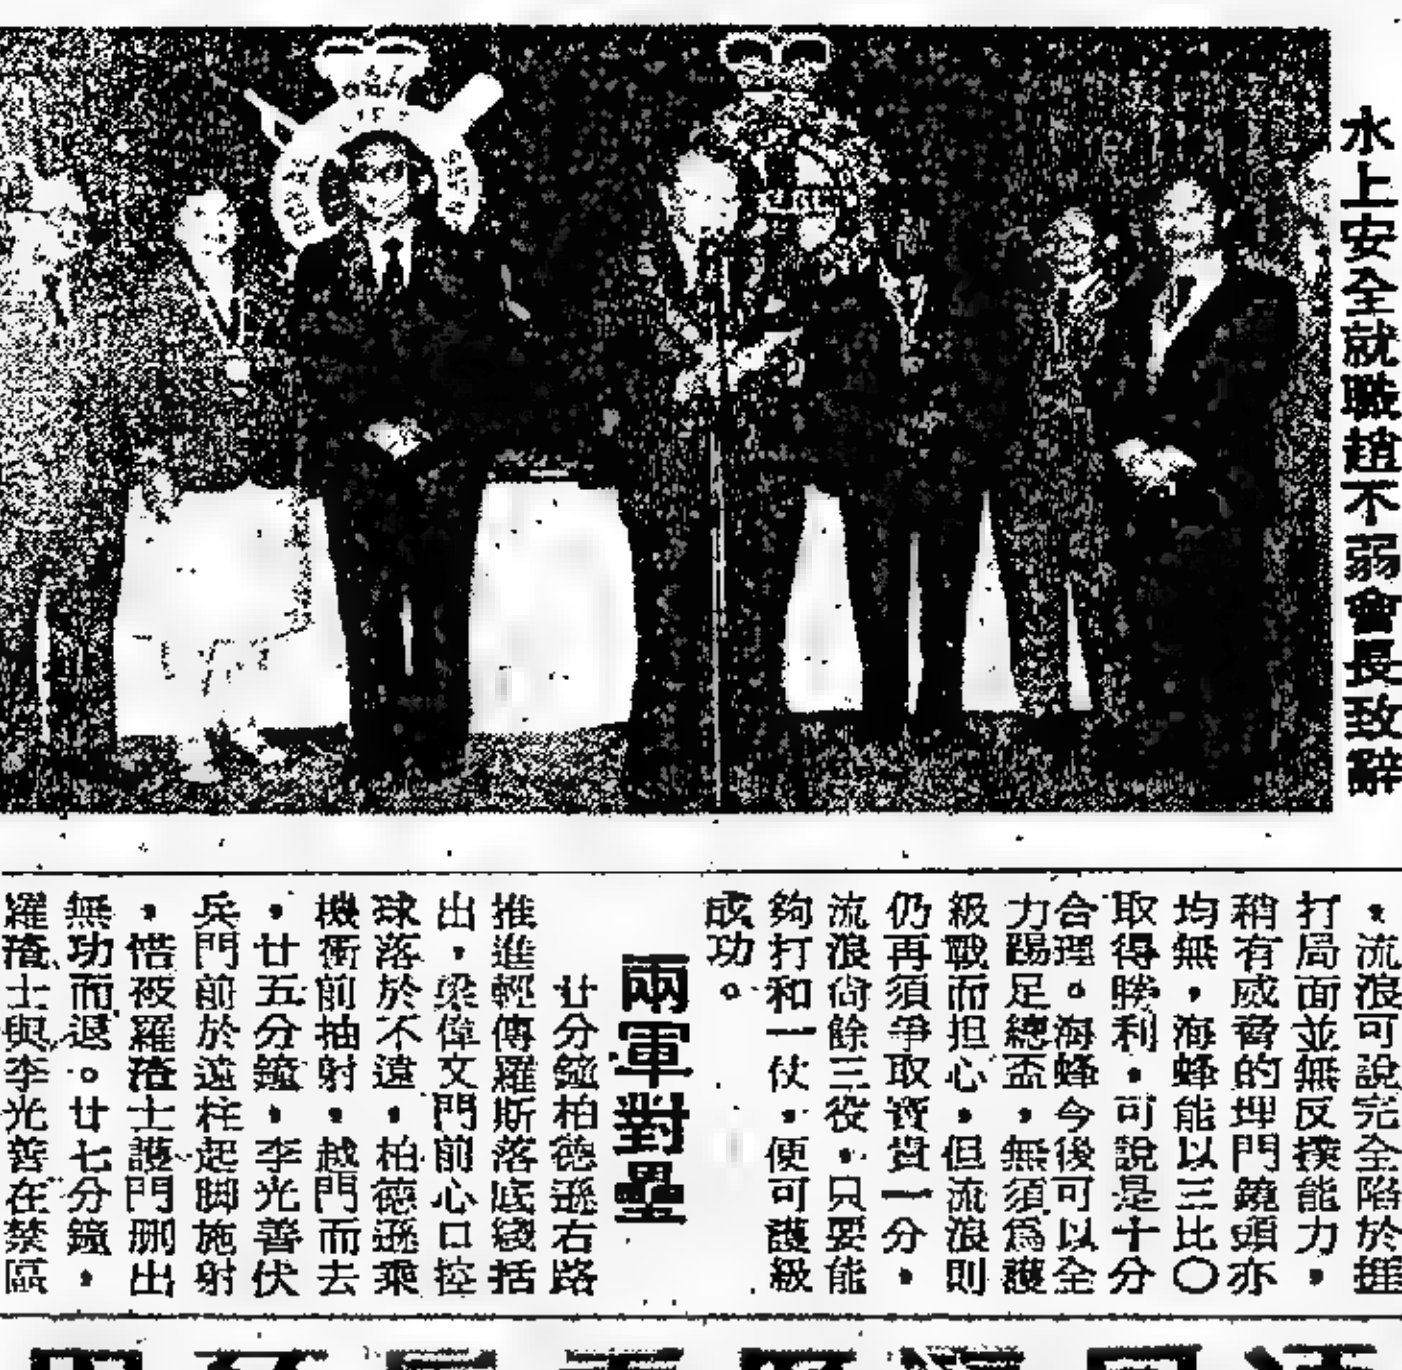 永上安全就職趙不弱會長致辭
，流浪可說完全陷於捱
打局面並無反撲能力，
稍有威脅的埋門鏡頭亦
均無，海蜂能以三比〇
取得勝利，可說是十分
合理。海蜂今後可以全
力踢足總盃，無須為護
級戰而担心，但流浪則
仍再須爭取寶貴一分，
流浪尚餘三役，只要能
夠打和一仗，便可護級
成功。
兩軍對壘
廿分鐘柏德遜右路
推進輕傳羅斯落底綫括
出，梁偉文門前心口控
球落於不遠，柏德遜乘
機衝前抽射，越門而去
，廿五分鐘，李光善伏
兵門前於遠柱起脚施射
，惜被羅渣士護門刪出
無功而退。廿七分鐘，
羅渣士與李光善在禁區